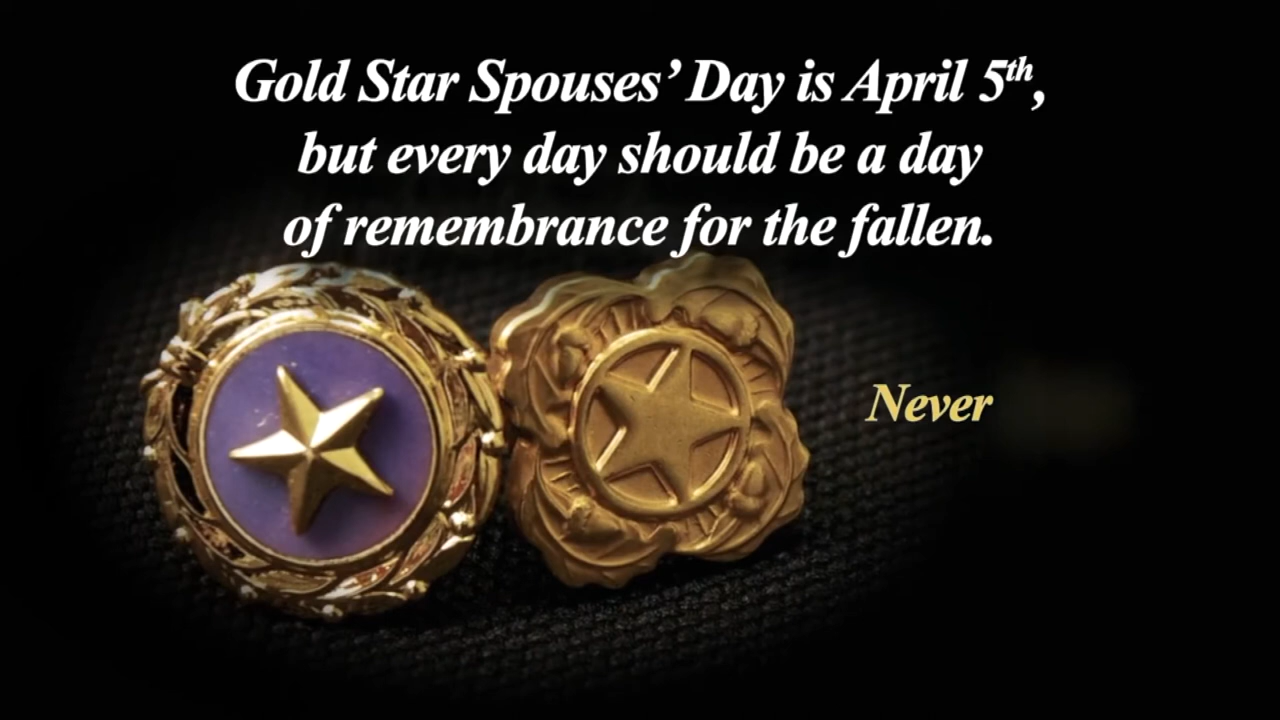 Gold Star Spouses’ Day is April 5th,
but every day should be a day
of remembrance for the fallen.
Never